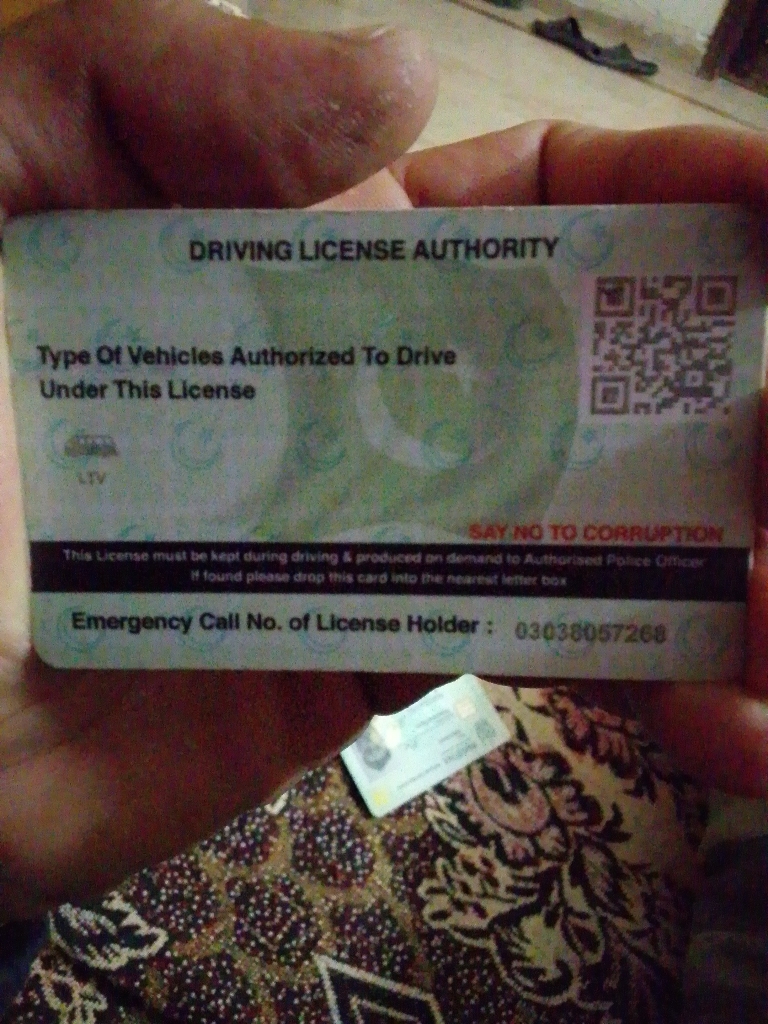 DRIVING LICENSE AUTHORITY
Type Of Vehicles Authorized To Drive
Under This License
LTV
SAY NO TO CORRUPTION
This License must be kept during driving & produced on demand to Authorised Police Officer
If found please drop this card into the nearest letter box
Emergency Call No. of License Holder : 03038057268